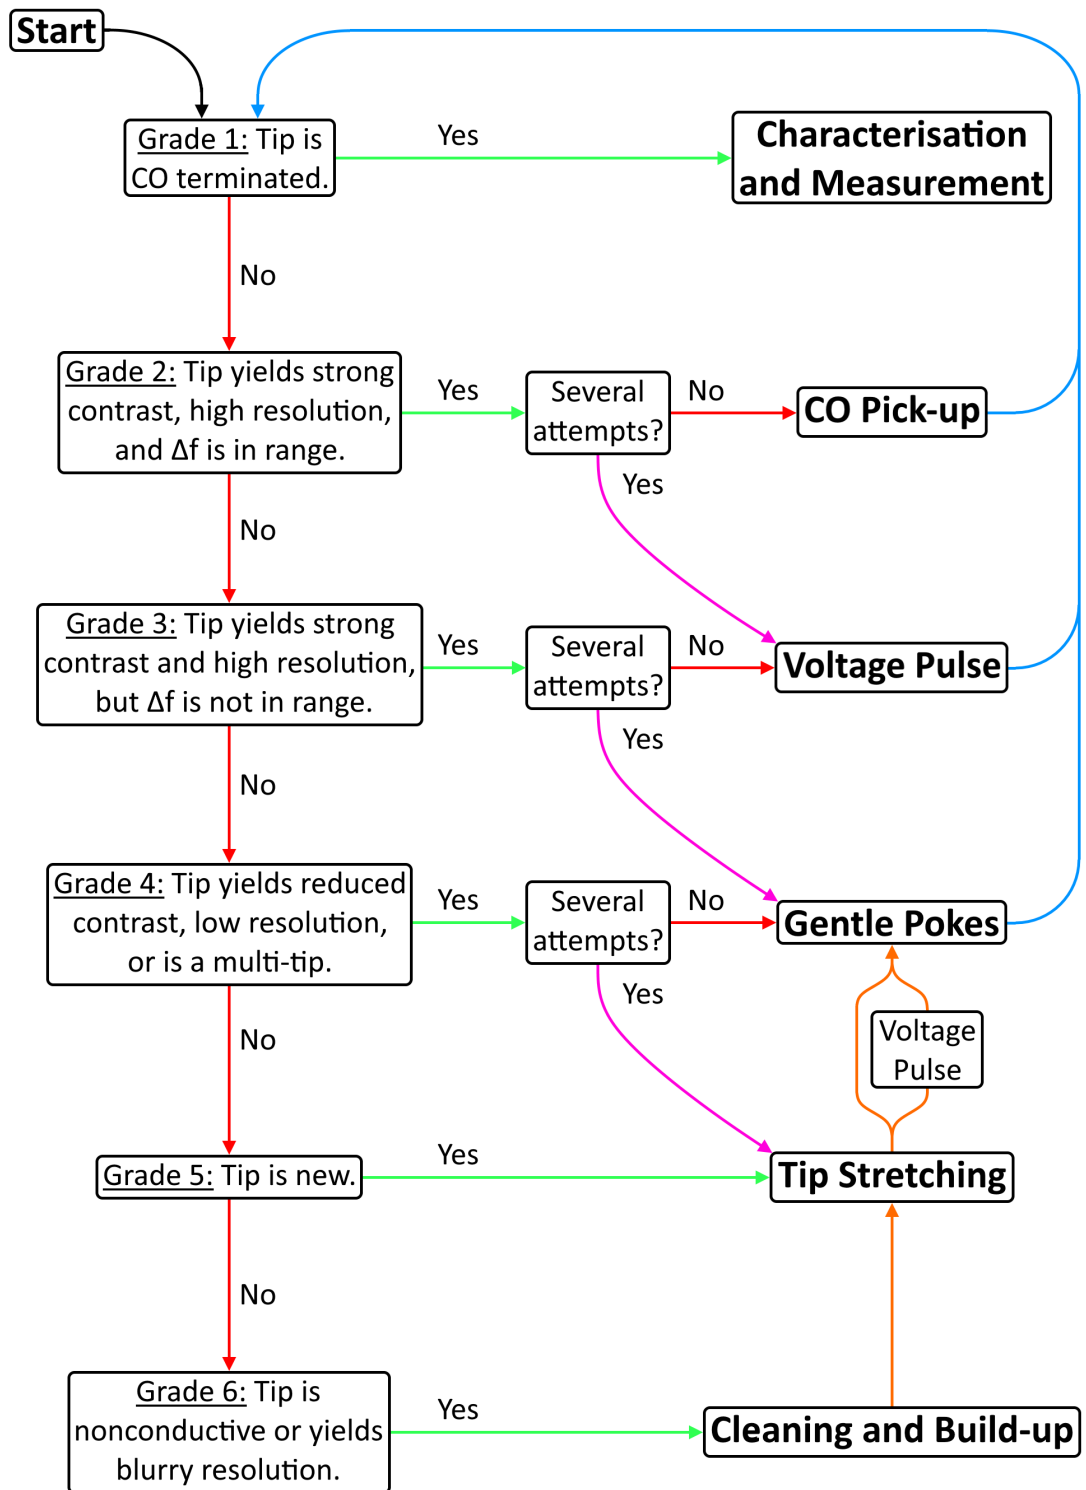 Start
Grade 1: Tip is
CO terminated.
Yes
Characterisation
and Measurement
No
Grade 2: Tip yields strong
contrast, high resolution,
and Δf is in range.
Yes
Several
attempts?
No
CO Pick-up
Yes
No
Grade 3: Tip yields strong
contrast and high resolution,
but Δf is not in range.
Yes
Several
attempts?
No
Voltage Pulse
Yes
No
Grade 4: Tip yields reduced
contrast, low resolution,
or is a multi-tip.
Yes
Several
attempts?
No
Gentle Pokes
Yes
Voltage
Pulse
No
Grade 5: Tip is new.
Yes
Tip Stretching
No
Grade 6: Tip is
nonconductive or yields
blurry resolution.
Yes
Cleaning and Build-up